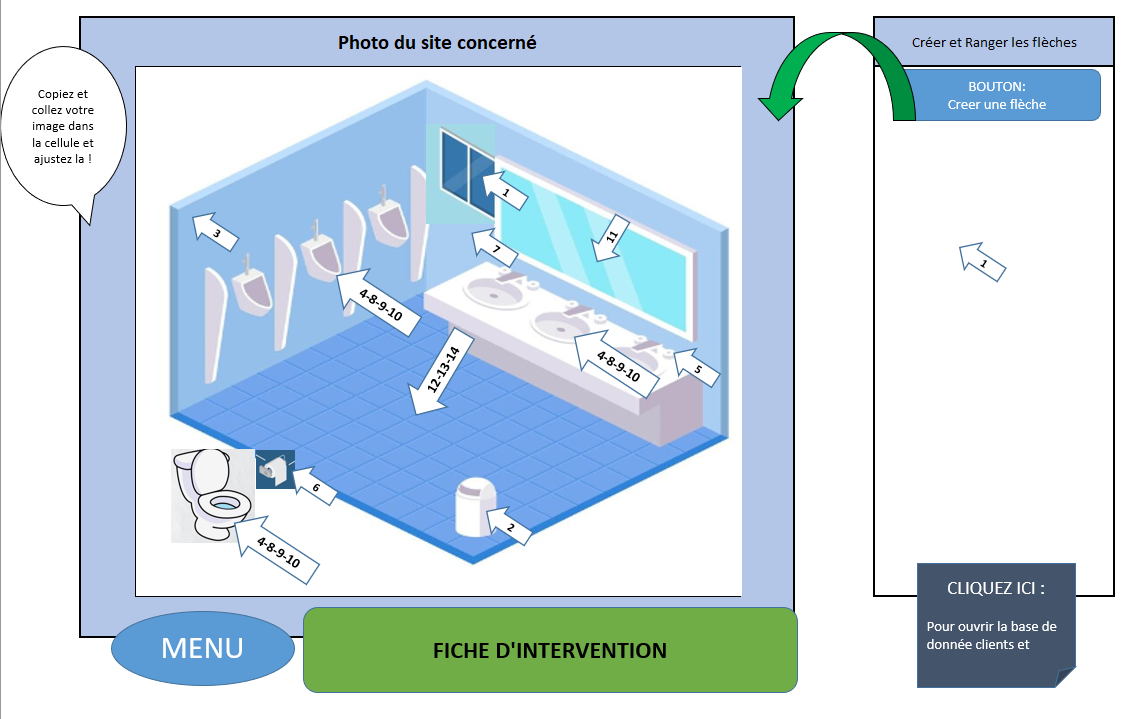 Photo du site concerné
Créer et Ranger les flèches
BOUTON:
Creer une flèche
Copiez et
collez votre
image dans
la cellule et
ajustez la !
1
3
11
7
4-8-9-10
4-8-9-10
12-13-14
5
6
2
4-8-9-10
1
MENU
FICHE D'INTERVENTION
CLIQUEZ ICI :
Pour ouvrir la base de
donnée clients et